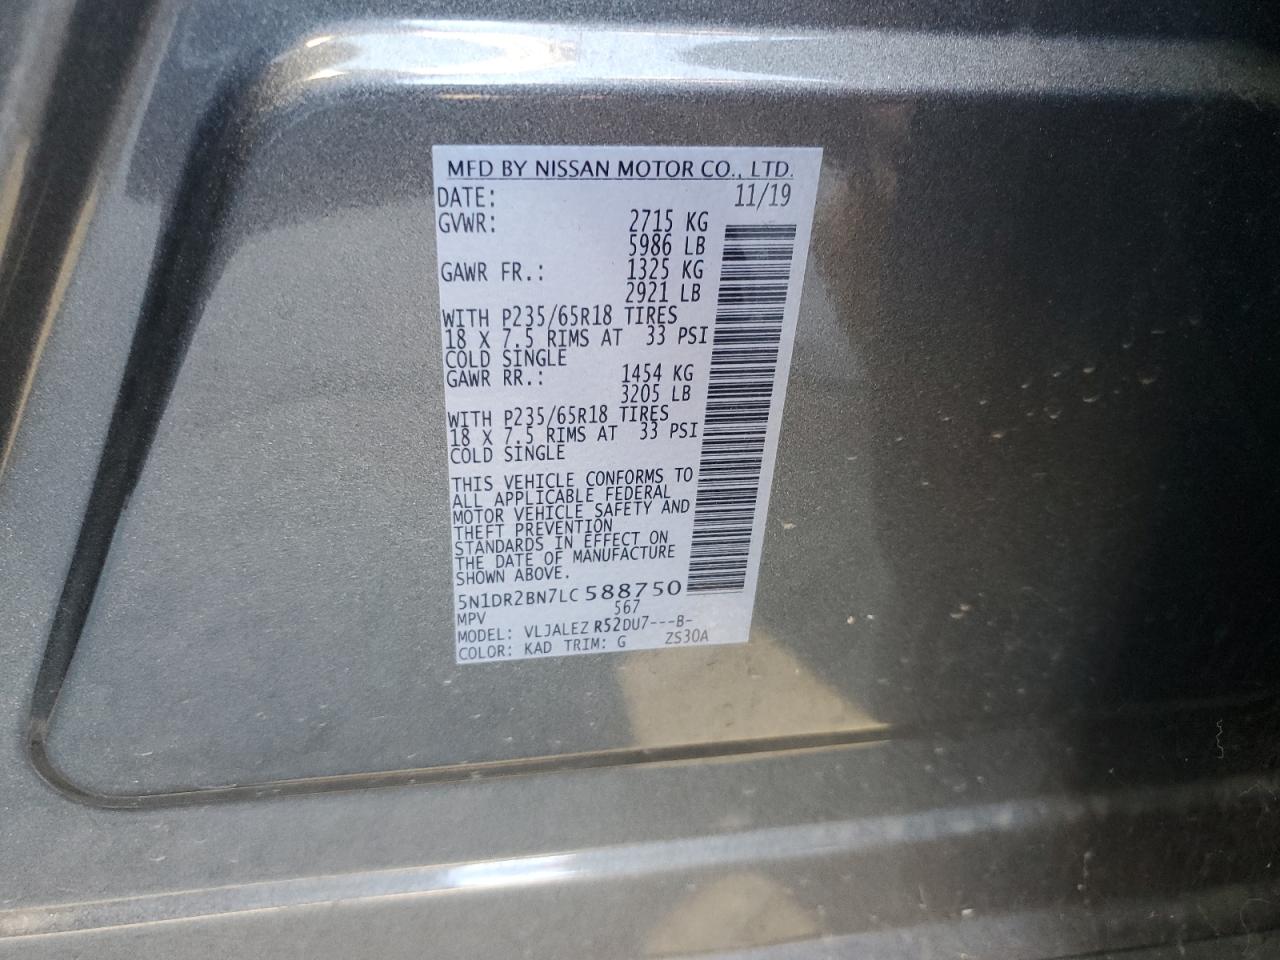 MFD BY NISSAN MOTOR CO., LTD.
DATE: 11/19
GVWR: 2715 KG
5986 LB
GAWR FR.: 1325 KG
2921 LB
WITH P235/65R18 TIRES
18 X 7.5 RIMS AT 33 PSI
COLD SINGLE
GAWR RR.: 1454 KG
3205 LB
WITH P235/65R18 TIRES
18 X 7.5 RIMS AT 33 PSI
COLD SINGLE
THIS VEHICLE CONFORMS TO
ALL APPLICABLE FEDERAL
MOTOR VEHICLE SAFETY AND
THEFT PREVENTION
STANDARDS IN EFFECT ON
THE DATE OF MANUFACTURE
SHOWN ABOVE.
5N1DR2BN7LC588750
MPV 567
MODEL: VLJALEZ R52DU7---B-
COLOR: KAD TRIM: G ZS30A